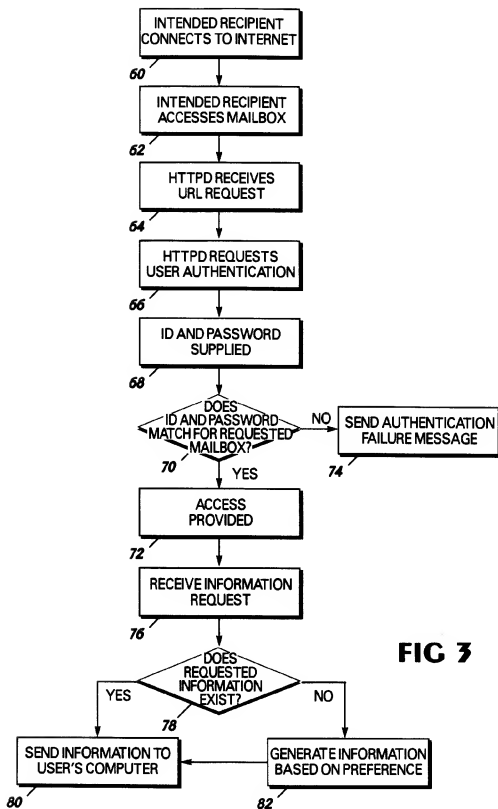 INTENDED RECIPIENT
CONNECTS TO INTERNET
60
INTENDED RECIPIENT
ACCESSES MAILBOX
62
HTTPD RECEIVES
URL REQUEST
64
HTTPD REQUESTS
USER AUTHENTICATION
66
ID AND PASSWORD
SUPPLIED
68
DOES
ID AND PASSWORD
MATCH FOR REQUESTED
MAILBOX?
70
NO
SEND AUTHENTICATION
FAILURE MESSAGE
74
YES
ACCESS
PROVIDED
72
RECEIVE INFORMATION
REQUEST
76
FIG 3
DOES
REQUESTED
INFORMATION
EXIST?
78
YES
NO
SEND INFORMATION TO
USER'S COMPUTER
80
GENERATE INFORMATION
BASED ON PREFERENCE
82